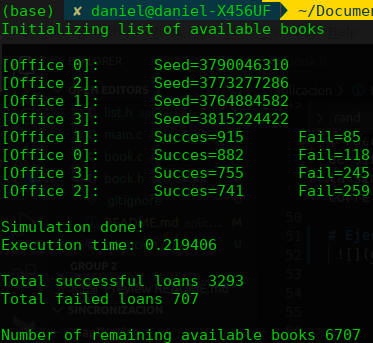 (base) ✘ daniel@daniel-X456UF ~/Docume
Initializing list of available books
[Office 0]: Seed=3790046310
[Office 2]: Seed=3773277286
[Office 1]: Seed=3764884582
[Office 3]: Seed=3815224422
[Office 1]: Succes=915 Fail=85
[Office 0]: Succes=882 Fail=118
[Office 3]: Succes=755 Fail=245
[Office 2]: Succes=741 Fail=259
Simulation done!
Execution time: 0.219406
Total successful loans 3293
Total failed loans 707
Number of remaining available books 6707